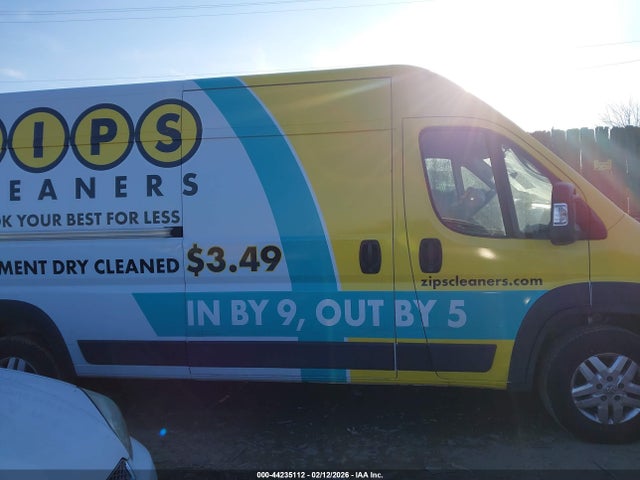 IPS
EANERS
OK YOUR BEST FOR LESS
MENT DRY CLEANED $3.49
zipscleaners.com
IN BY 9, OUT BY 5
000-44235112 - 02/12/2026 - IAA Inc.